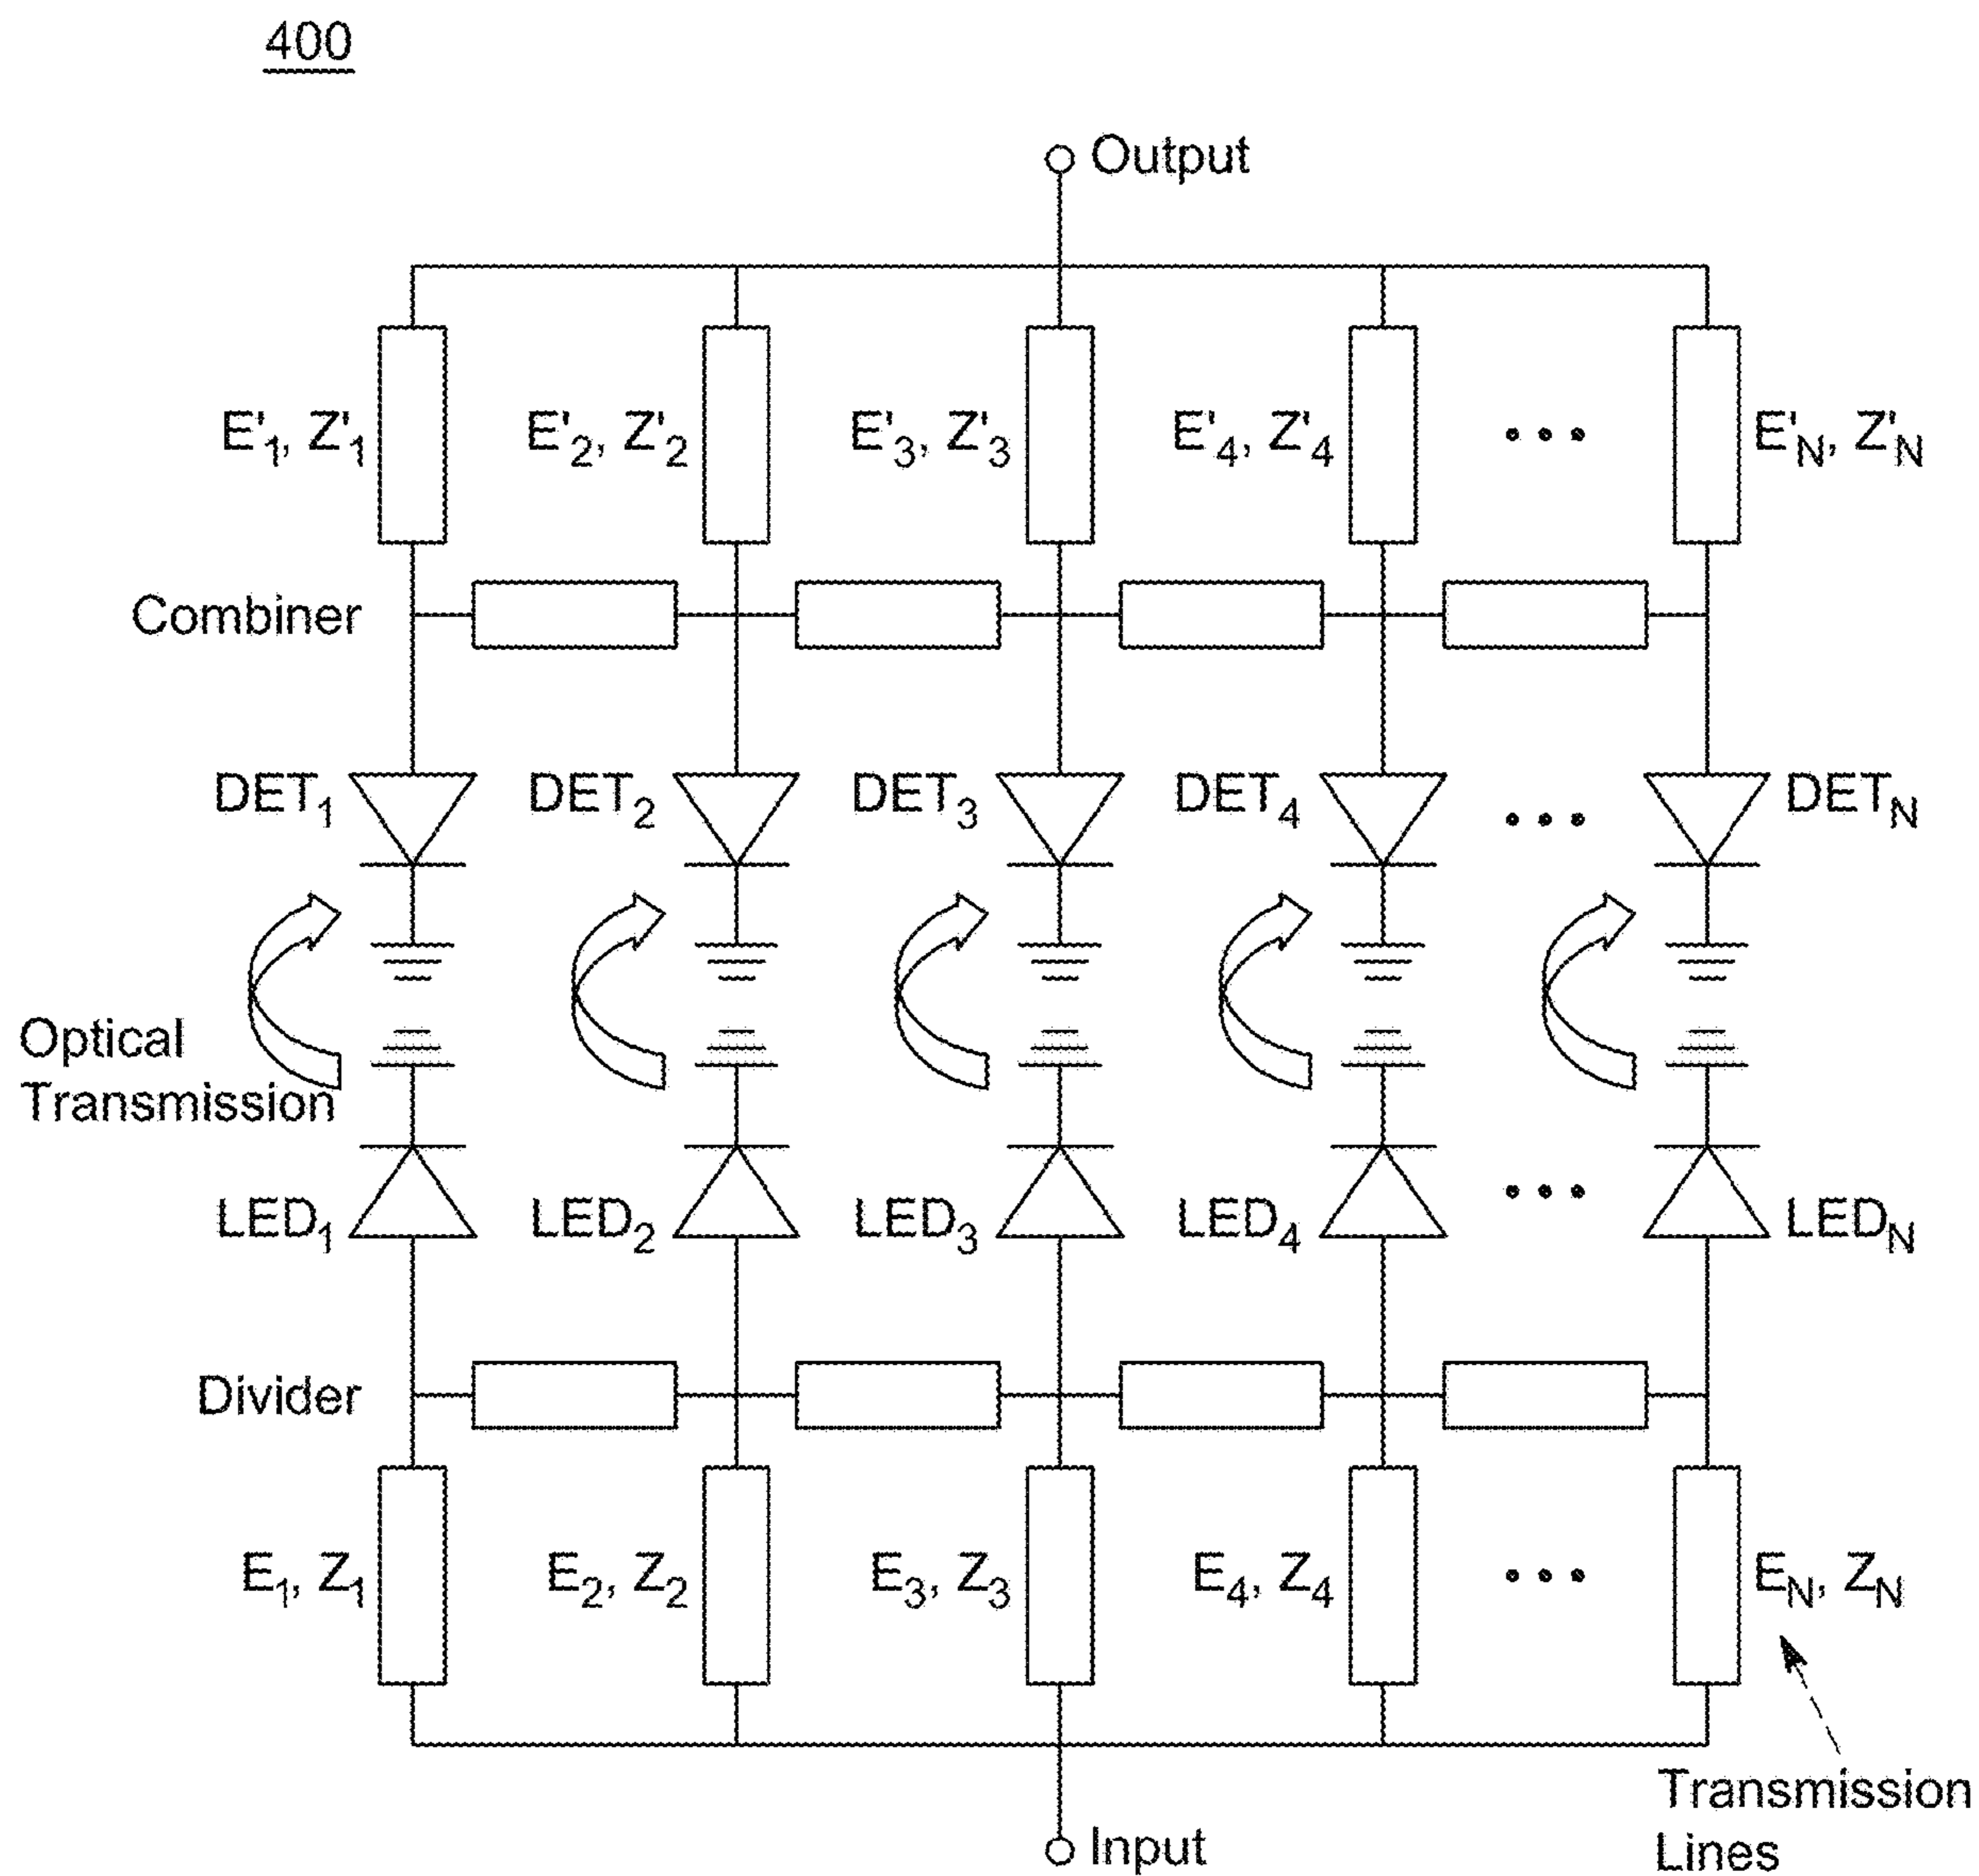 400
Output
E'1, Z'1 E'2, Z'2 E'3, Z'3 E'4, Z'4 ••• E'N, Z'N
Combiner
DET1 DET2 DET3 DET4 ••• DETN
Optical
Transmission
LED1 LED2 LED3 LED4 ••• LEDN
Divider
E1, Z1 E2, Z2 E3, Z3 E4, Z4 ••• EN, ZN
Transmission
Lines
Input